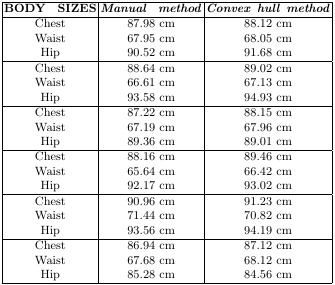 BODY SIZES Manual method Convex hull method
Chest 87.98 cm 88.12 cm
Waist 67.95 cm 68.05 cm
Hip 90.52 cm 91.68 cm
Chest 88.64 cm 89.02 cm
Waist 66.61 cm 67.13 cm
Hip 93.58 cm 94.93 cm
Chest 87.22 cm 88.15 cm
Waist 67.19 cm 67.96 cm
Hip 89.36 cm 89.01 cm
Chest 88.16 cm 89.46 cm
Waist 65.64 cm 66.42 cm
Hip 92.17 cm 93.02 cm
Chest 90.96 cm 91.23 cm
Waist 71.44 cm 70.82 cm
Hip 93.56 cm 94.19 cm
Chest 86.94 cm 87.12 cm
Waist 67.68 cm 68.12 cm
Hip 85.28 cm 84.56 cm